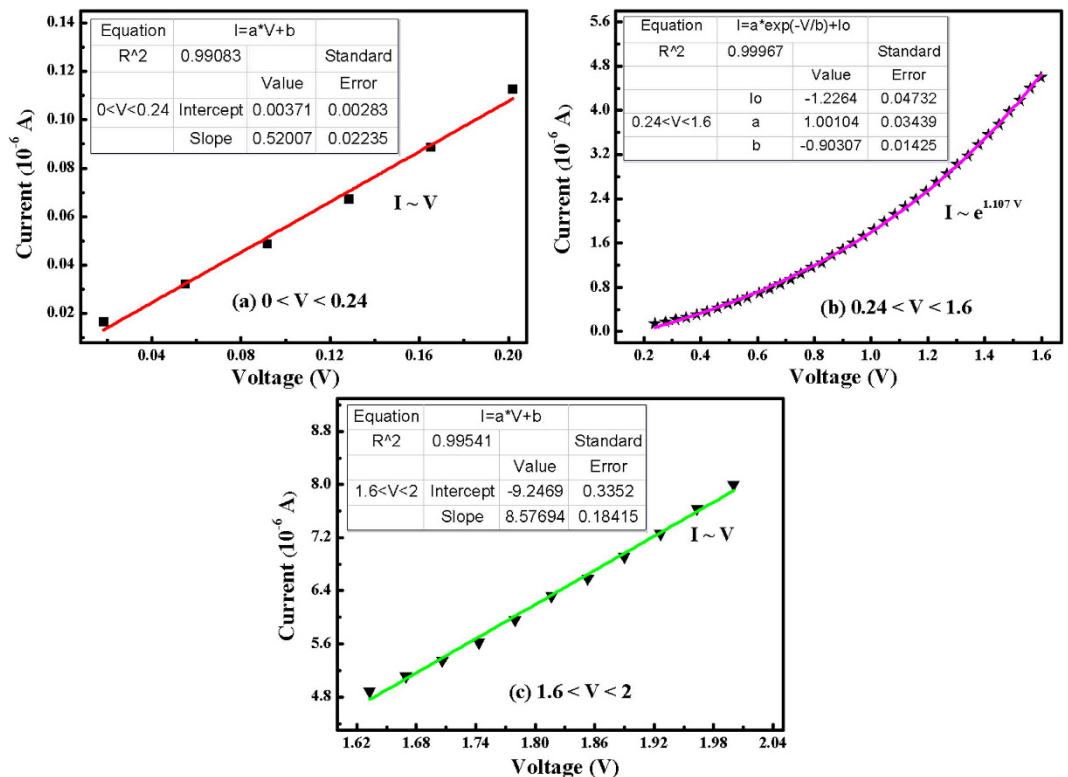 Equation I=a*V+b
R^2 0.99083 Standard
Value Error
0<V<0.24 Intercept 0.00371 0.00283
Slope 0.52007 0.02235
I ~ V
(a) 0 < V < 0.24
Current (10⁻⁶ A)
0.14
0.11
0.08
0.06
0.04
0.02
0.04 0.08 0.12 0.16 0.20
Voltage (V)
Equation I=a*exp(-V/b)+Io
R^2 0.99967 Standard
Value Error
Io -1.2264 0.04732
0.24<V<1.6 a 1.00104 0.03439
b -0.90307 0.01425
I ~ e^1.107 V
(b) 0.24 < V < 1.6
Current (10⁻⁶ A)
5.6
4.8
4.0
3.2
2.4
1.6
0.8
0.0
0.2 0.4 0.6 0.8 1.0 1.2 1.4 1.6
Voltage (V)
Equation I=a*V+b
R^2 0.99541 Standard
Value Error
1.6<V<2 Intercept -9.2469 0.3352
Slope 8.57694 0.18415
I ~ V
(c) 1.6 < V < 2
Current (10⁻⁶ A)
8.8
8.0
7.2
6.4
5.6
4.8
1.62 1.68 1.74 1.80 1.86 1.92 1.98 2.04
Voltage (V)